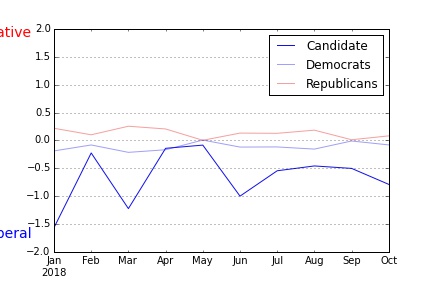 2.0
ative
Candidate
Democrats
Republicans
1.5
1.0
0.5
0.0
−0.5
−1.0
−1.5
beral
−2.0
Jan Feb Mar Apr May Jun Jul Aug Sep Oct
2018